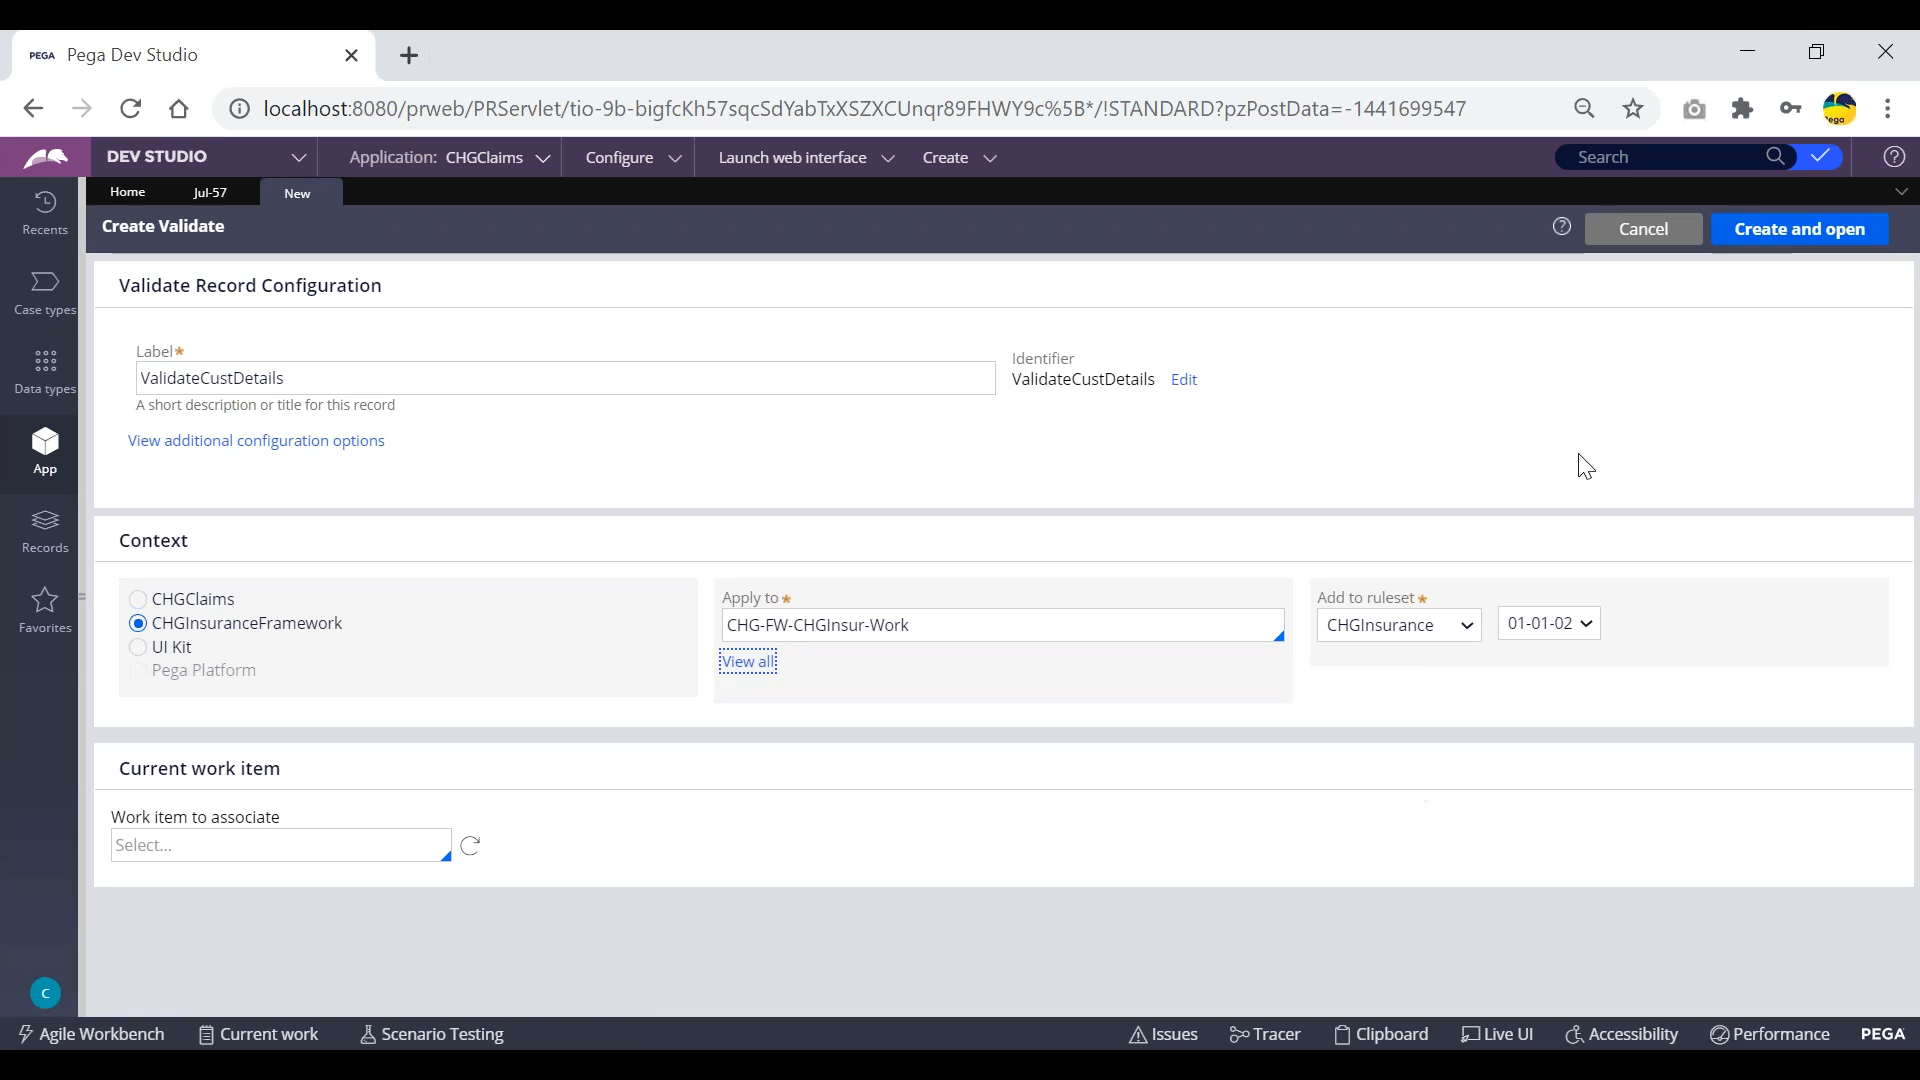 PEGA Pega Dev Studio
localhost:8080/prweb/PRServlet/tio-9b-bigfcKh57sqcSdYabTxXSZXCUnqr89FHWY9c%5B*/!STANDARD?pzPostData=-1441699547
DEV STUDIO Application: CHGClaims Configure Launch web interface Create Search
Home Jul-57 New
Recents
Create Validate Cancel Create and open
Case types
Validate Record Configuration
Label*
ValidateCustDetails
A short description or title for this record
Identifier
ValidateCustDetails Edit
Data types
View additional configuration options
App
Records
Context
CHGClaims
CHGInsuranceFramework
UI Kit
Pega Platform
Apply to *
CHG-FW-CHGInsur-Work
View all
Add to ruleset *
CHGInsurance 01-01-02
Favorites
Current work item
Work item to associate
Select...
C
Agile Workbench Current work Scenario Testing Issues Tracer Clipboard Live UI Accessibility Performance PEGA